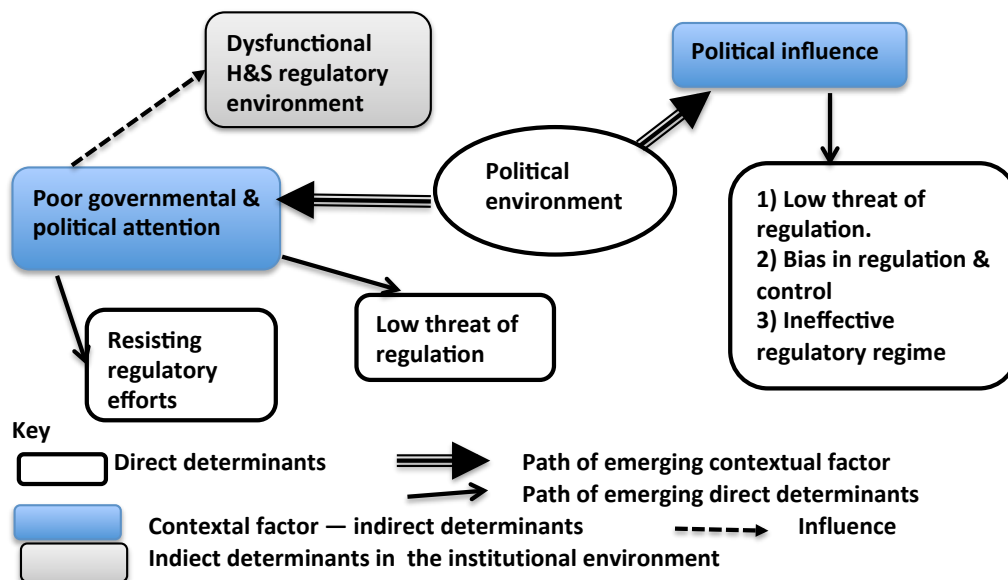 Dysfunctional
H&S regulatory
environment
Political influence
Political
environment
Poor governmental &
political attention
1) Low threat of
regulation.
2) Bias in regulation &
control
3) Ineffective
regulatory regime
Low threat of
regulation
Resisting
regulatory
efforts
Key
Direct determinants
Path of emerging contextual factor
Path of emerging direct determinants
Contextal factor — indirect determinants
Influence
Indiect determinants in the institutional environment